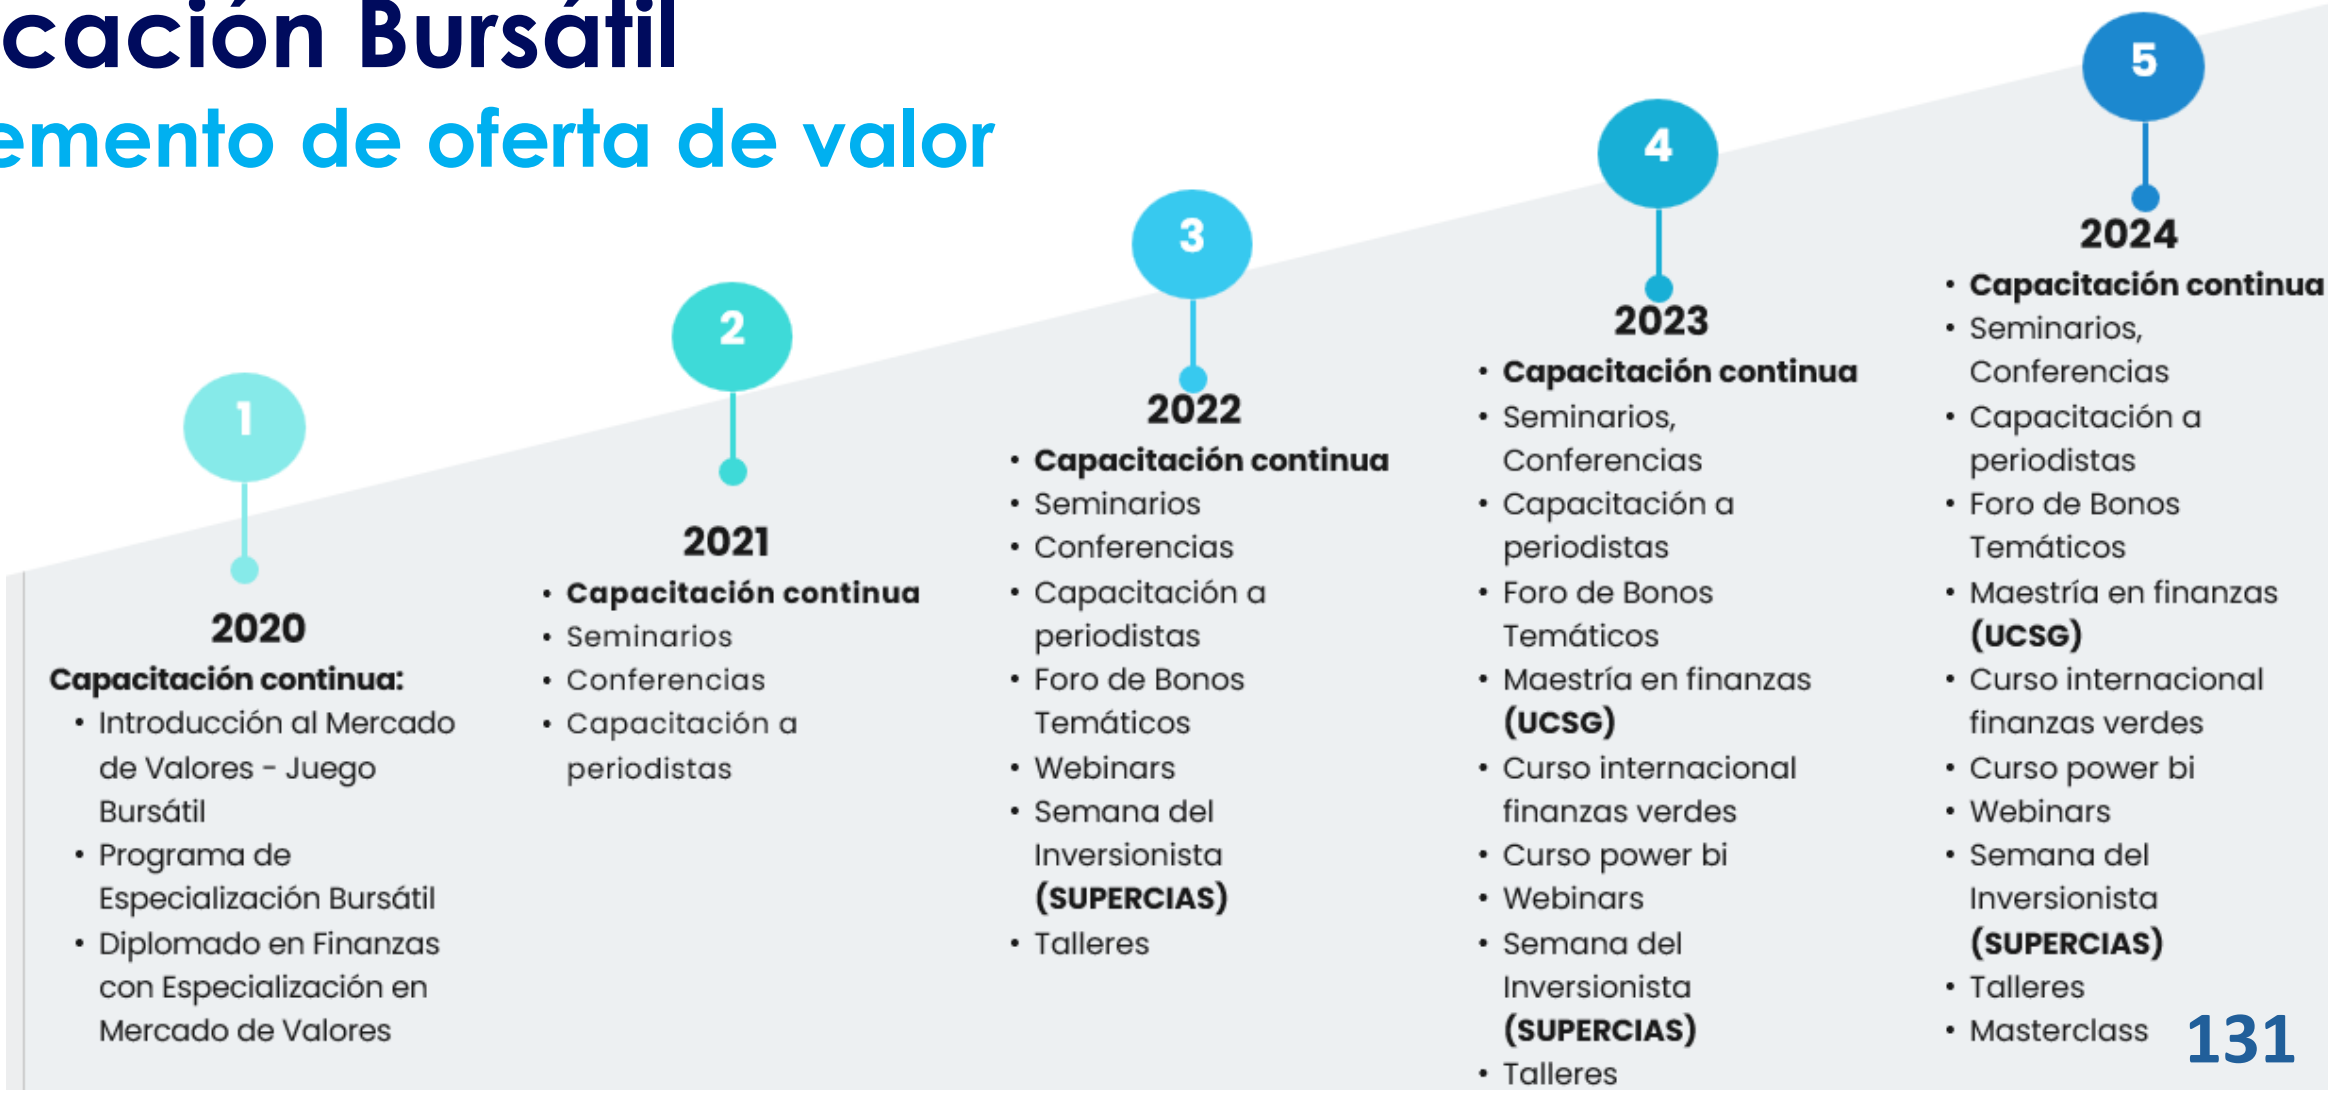 cación Bursátil
emento de oferta de valor
1
2020
Capacitación continua:
• Introducción al Mercado
de Valores - Juego
Bursátil
• Programa de
Especialización Bursátil
• Diplomado en Finanzas
con Especialización en
Mercado de Valores
2
2021
• Capacitación continua
• Seminarios
• Conferencias
• Capacitación a
periodistas
3
2022
• Capacitación continua
• Seminarios
• Conferencias
• Capacitación a
periodistas
• Foro de Bonos
Temáticos
• Webinars
• Semana del
Inversionista
(SUPERCIAS)
• Talleres
4
2023
• Capacitación continua
• Seminarios,
Conferencias
• Capacitación a
periodistas
• Foro de Bonos
Temáticos
• Maestría en finanzas
(UCSG)
• Curso internacional
finanzas verdes
• Curso power bi
• Webinars
• Semana del
Inversionista
(SUPERCIAS)
• Talleres
5
2024
• Capacitación continua
• Seminarios,
Conferencias
• Capacitación a
periodistas
• Foro de Bonos
Temáticos
• Maestría en finanzas
(UCSG)
• Curso internacional
finanzas verdes
• Curso power bi
• Webinars
• Semana del
Inversionista
(SUPERCIAS)
• Talleres
• Masterclass
131